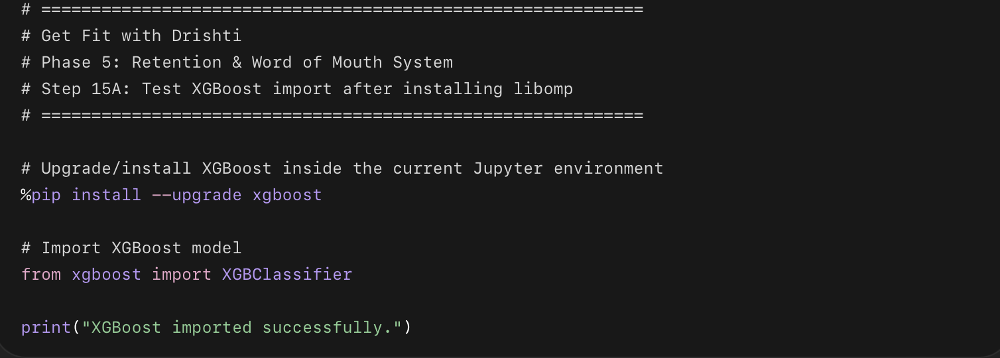 # ============================================================
# Get Fit with Drishti
# Phase 5: Retention & Word of Mouth System
# Step 15A: Test XGBoost import after installing libomp
# ============================================================
# Upgrade/install XGBoost inside the current Jupyter environment
%pip install --upgrade xgboost
# Import XGBoost model
from xgboost import XGBClassifier
print("XGBoost imported successfully.")